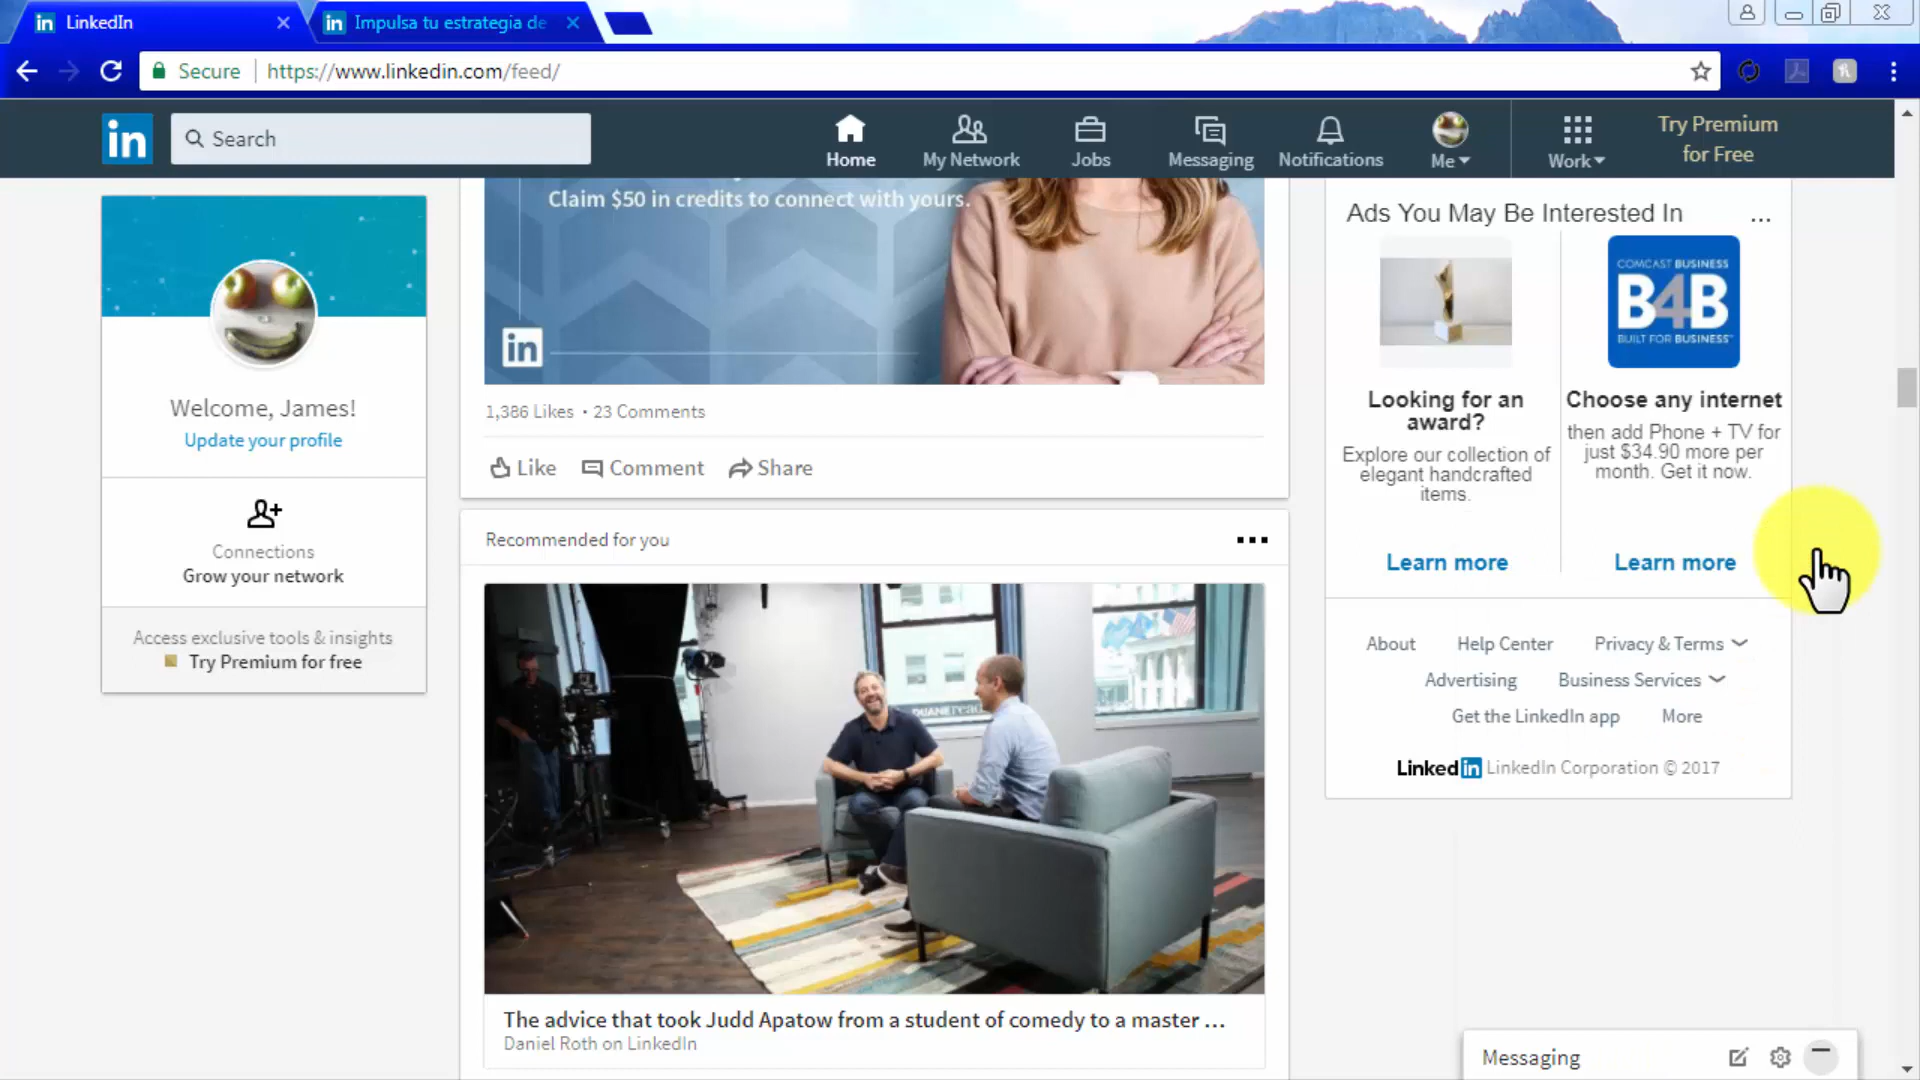 LinkedIn
Impulsa tu estrategia de
Secure
https://www.linkedin.com/feed/
in
Search
Home
My Network
Jobs
Messaging
Notifications
Me
Work
Try Premium
for Free
Welcome, James!
Update your profile
Connections
Grow your network
Access exclusive tools & insights
Try Premium for free
Claim $50 in credits to connect with yours.
in
1,386 Likes • 23 Comments
Like
Comment
Share
Recommended for you
DUANE read
The advice that took Judd Apatow from a student of comedy to a master ...
Daniel Roth on LinkedIn
Ads You May Be Interested In
...
Looking for an
award?
Explore our collection of
elegant handcrafted
items.
Learn more
COMCAST BUSINESS
B4B
BUILT FOR BUSINESS™
Choose any internet
then add Phone + TV for
just $34.90 more per
month. Get it now.
Learn more
About
Help Center
Privacy & Terms
Advertising
Business Services
Get the LinkedIn app
More
LinkedIn LinkedIn Corporation © 2017
Messaging